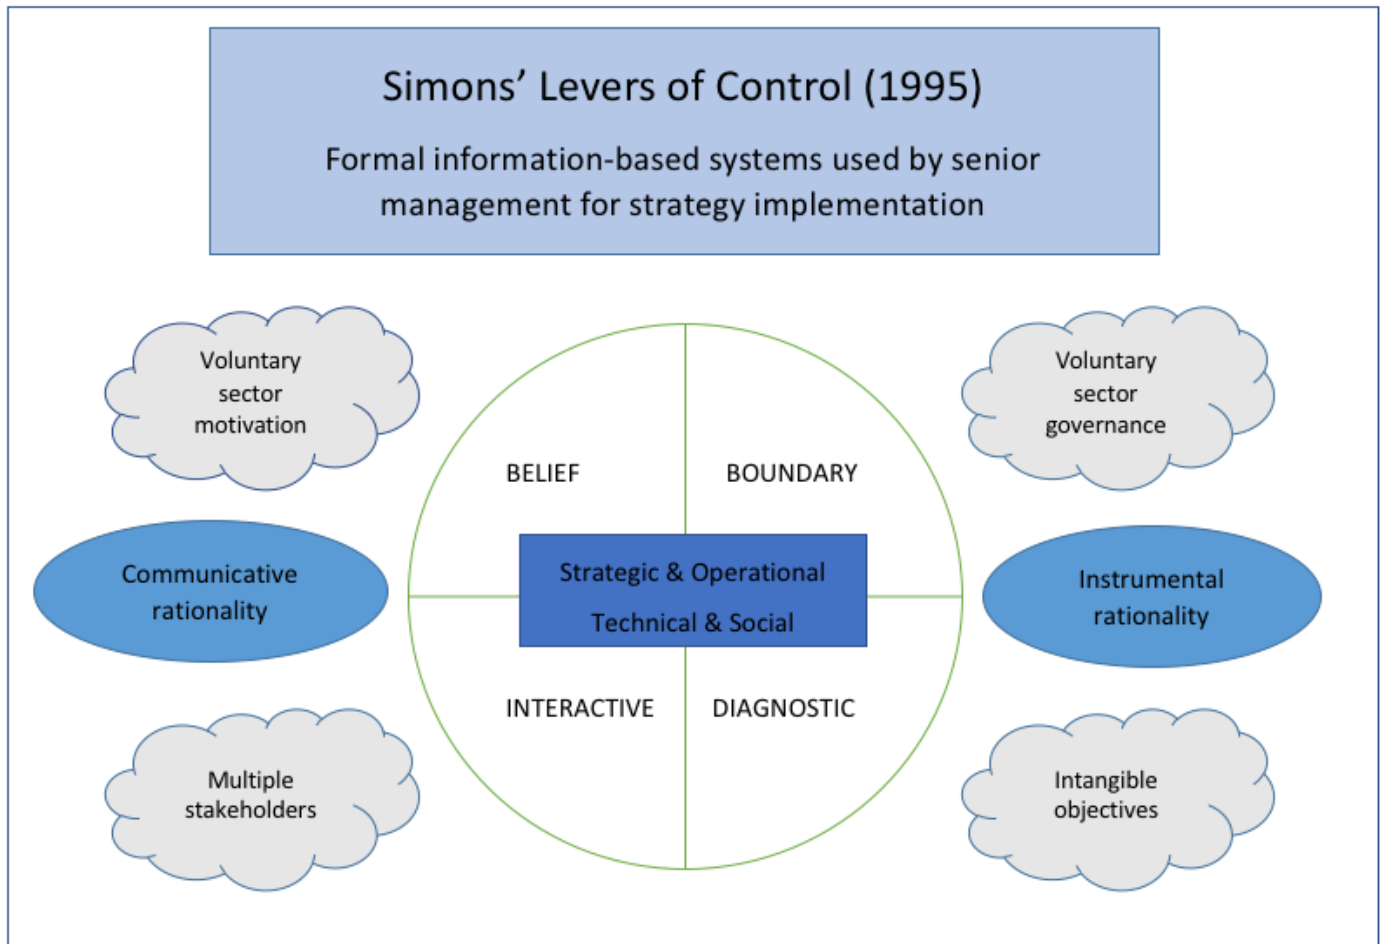 Simons’ Levers of Control (1995)
Formal information-based systems used by senior
management for strategy implementation
Voluntary
sector
motivation
Voluntary
sector
governance
BELIEF
BOUNDARY
Communicative
rationality
Strategic & Operational
Technical & Social
Instrumental
rationality
INTERACTIVE
DIAGNOSTIC
Multiple
stakeholders
Intangible
objectives